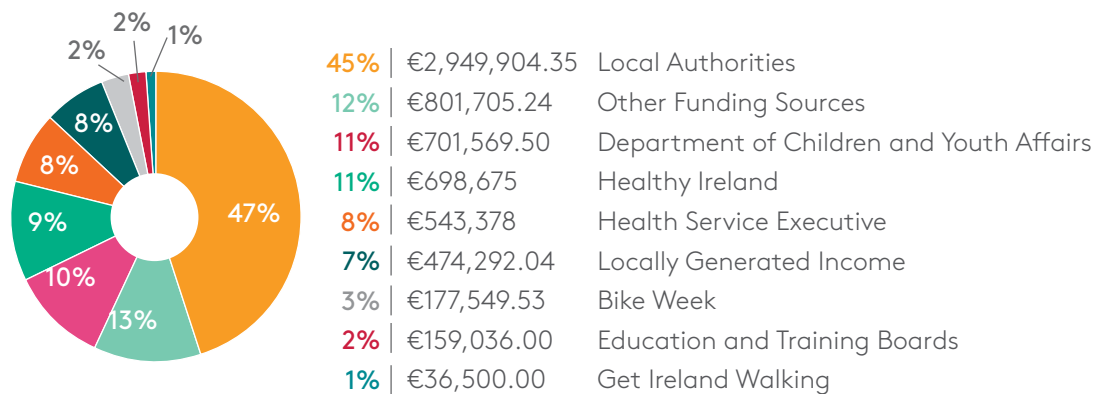 2%
2%
1%
8%
8%
9%
10%
13%
47%
45% €2,949,904.35 Local Authorities
12% €801,705.24 Other Funding Sources
11% €701,569.50 Department of Children and Youth Affairs
11% €698,675 Healthy Ireland
8% €543,378 Health Service Executive
7% €474,292.04 Locally Generated Income
3% €177,549.53 Bike Week
2% €159,036.00 Education and Training Boards
1% €36,500.00 Get Ireland Walking